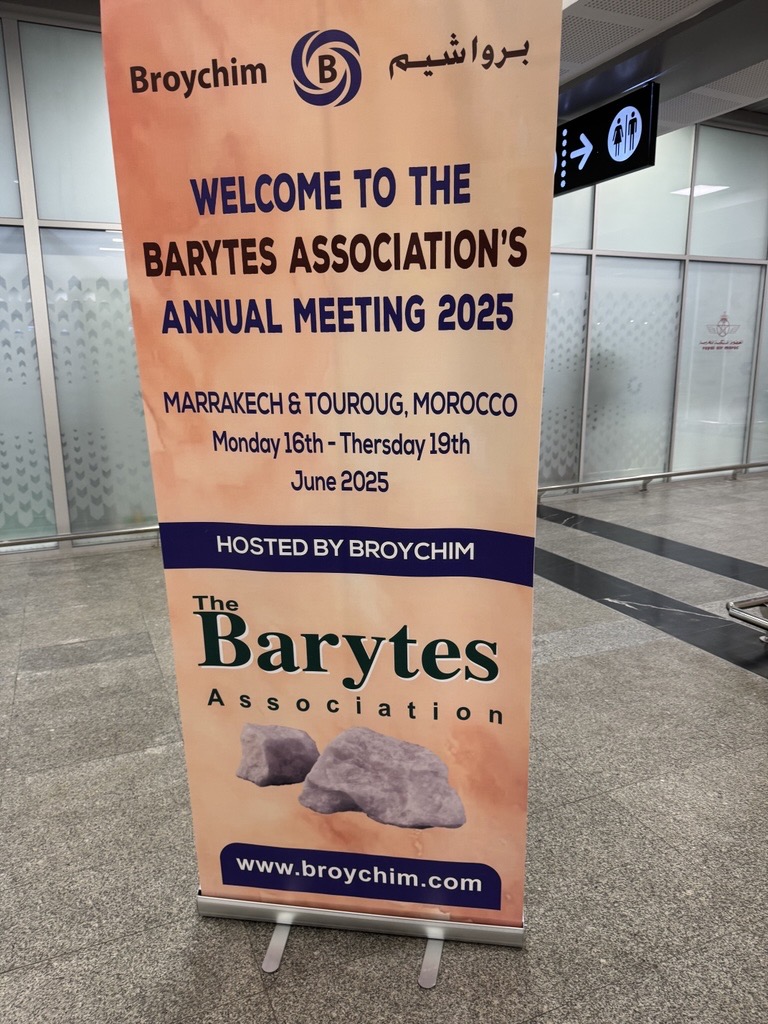 Broychim
B
برواشيم
WELCOME TO THE
BARYTES ASSOCIATION'S
ANNUAL MEETING 2025
MARRAKECH & TOUROUG, MOROCCO
Monday 16th - Thersday 19th
June 2025
HOSTED BY BROYCHIM
The
Barytes
Association
www.broychim.com